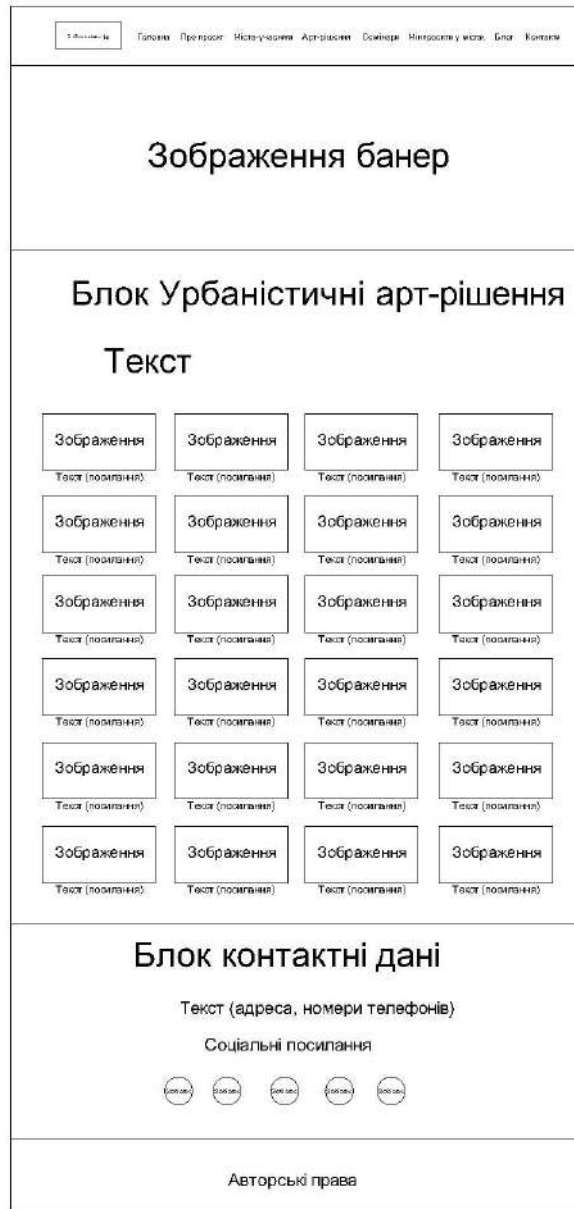 Головна Про проєкт Міста-учасники Арт-рішення Семінари Мініпроєкти у містах Блог Контакти
Зображення банер
Блок Урбаністичні арт-рішення
Текст
Зображення Зображення Зображення Зображення
Текст (посилання) Текст (посилання) Текст (посилання) Текст (посилання)
Зображення Зображення Зображення Зображення
Текст (посилання) Текст (посилання) Текст (посилання) Текст (посилання)
Зображення Зображення Зображення Зображення
Текст (посилання) Текст (посилання) Текст (посилання) Текст (посилання)
Зображення Зображення Зображення Зображення
Текст (посилання) Текст (посилання) Текст (посилання) Текст (посилання)
Зображення Зображення Зображення Зображення
Текст (посилання) Текст (посилання) Текст (посилання) Текст (посилання)
Зображення Зображення Зображення Зображення
Текст (посилання) Текст (посилання) Текст (посилання) Текст (посилання)
Блок контактні дані
Текст (адреса, номери телефонів)
Соціальні посилання
Авторські права